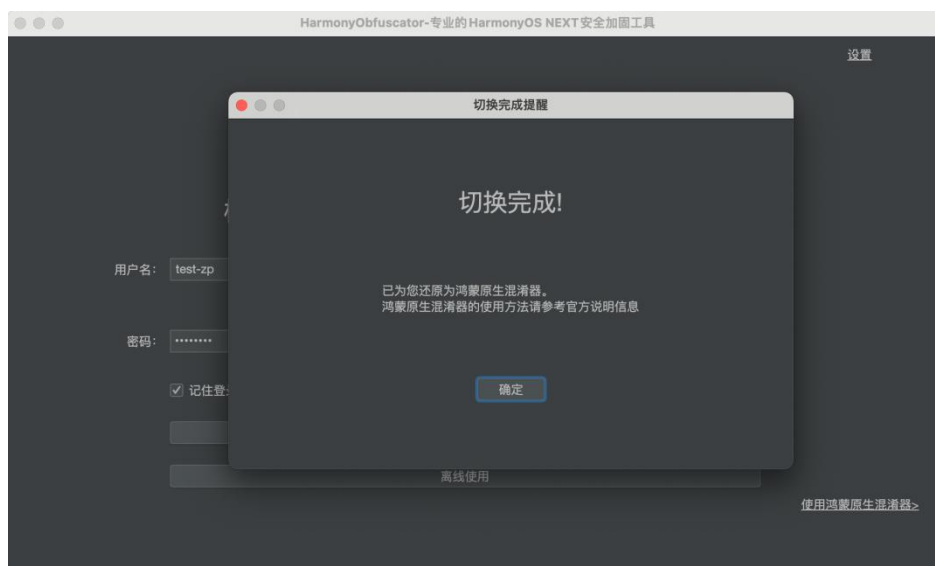 HarmonyObfuscator-专业的HarmonyOS NEXT安全加固工具
设置
切换完成提醒
切换完成!
用户名: test-zp
已为您还原为鸿蒙原生混淆器。
鸿蒙原生混淆器的使用方法请参考官方说明信息
密码: ••••••••
记住登
确定
离线使用
使用鸿蒙原生混淆器>